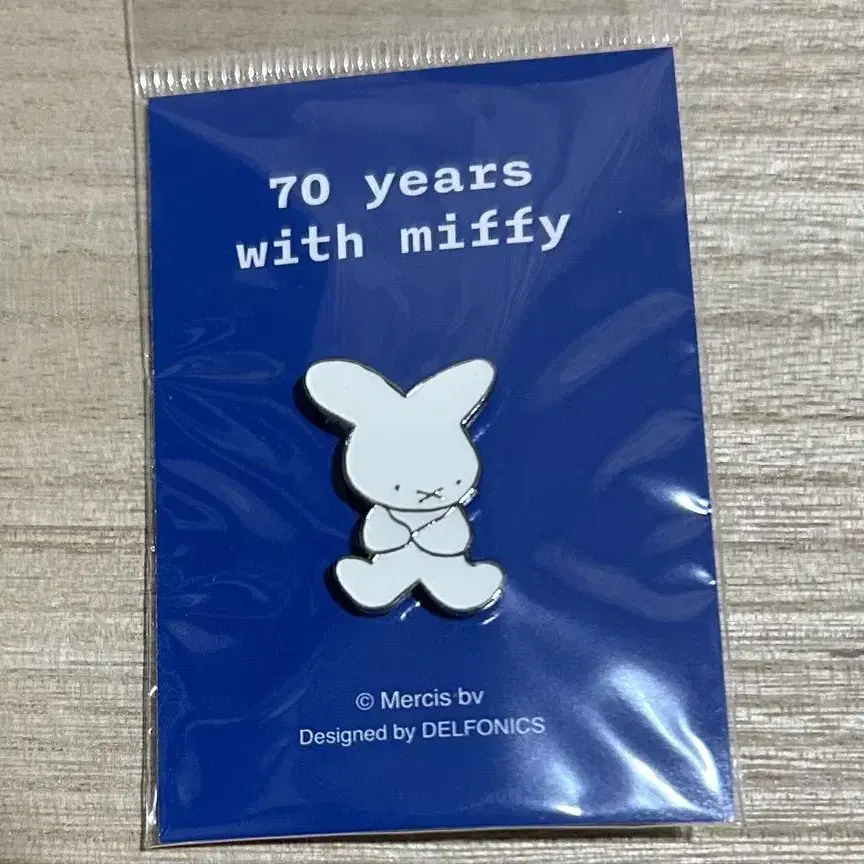 70 years
with miffy
© Mercis bv
Designed by DELFONICS